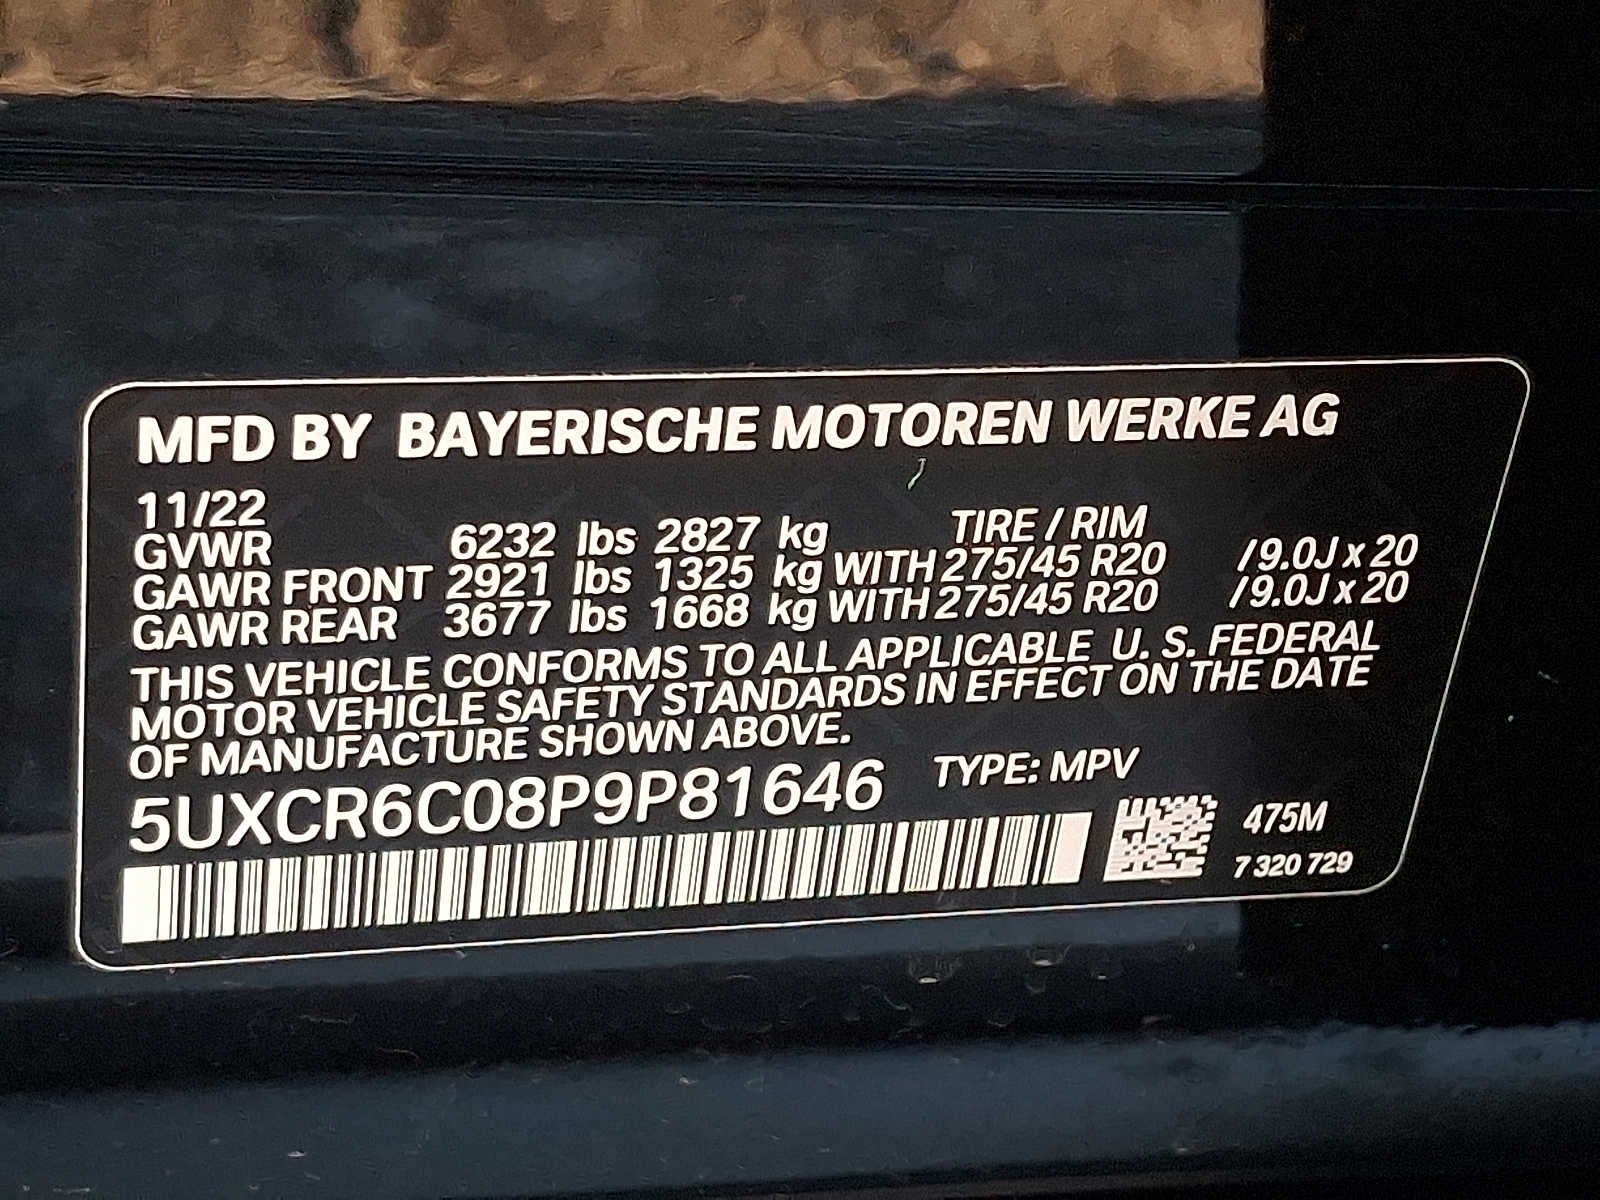 MFD BY BAYERISCHE MOTOREN WERKE AG
11/22
TIRE / RIM
GVWR 6232 lbs 2827 kg
GAWR FRONT 2921 lbs 1325 kg WITH 275/45 R20 / 9.0J x 20
GAWR REAR 3677 lbs 1668 kg WITH 275/45 R20 / 9.0J x 20
THIS VEHICLE CONFORMS TO ALL APPLICABLE U. S. FEDERAL
MOTOR VEHICLE SAFETY STANDARDS IN EFFECT ON THE DATE
OF MANUFACTURE SHOWN ABOVE.
5UXCR6C08P9P81646 TYPE: MPV
475M
7 320 729